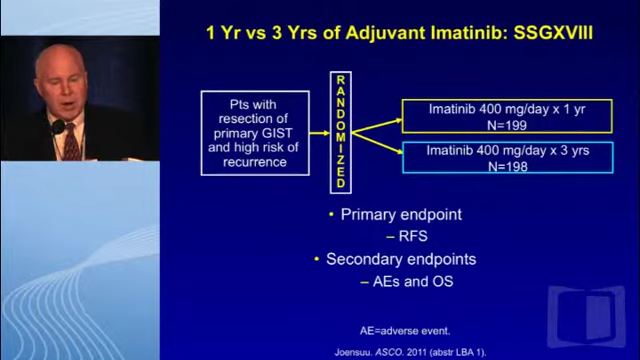 1 Yr vs 3 Yrs of Adjuvant Imatinib: SSGXVIII
Pts with
resection of
primary GIST
and high risk of
recurrence
RANDOMIZED
Imatinib 400 mg/day x 1 yr
N=199
Imatinib 400 mg/day x 3 yrs
N=198
• Primary endpoint
– RFS
• Secondary endpoints
– AEs and OS
AE=adverse event.
Joensuu. ASCO. 2011 (abstr LBA 1).